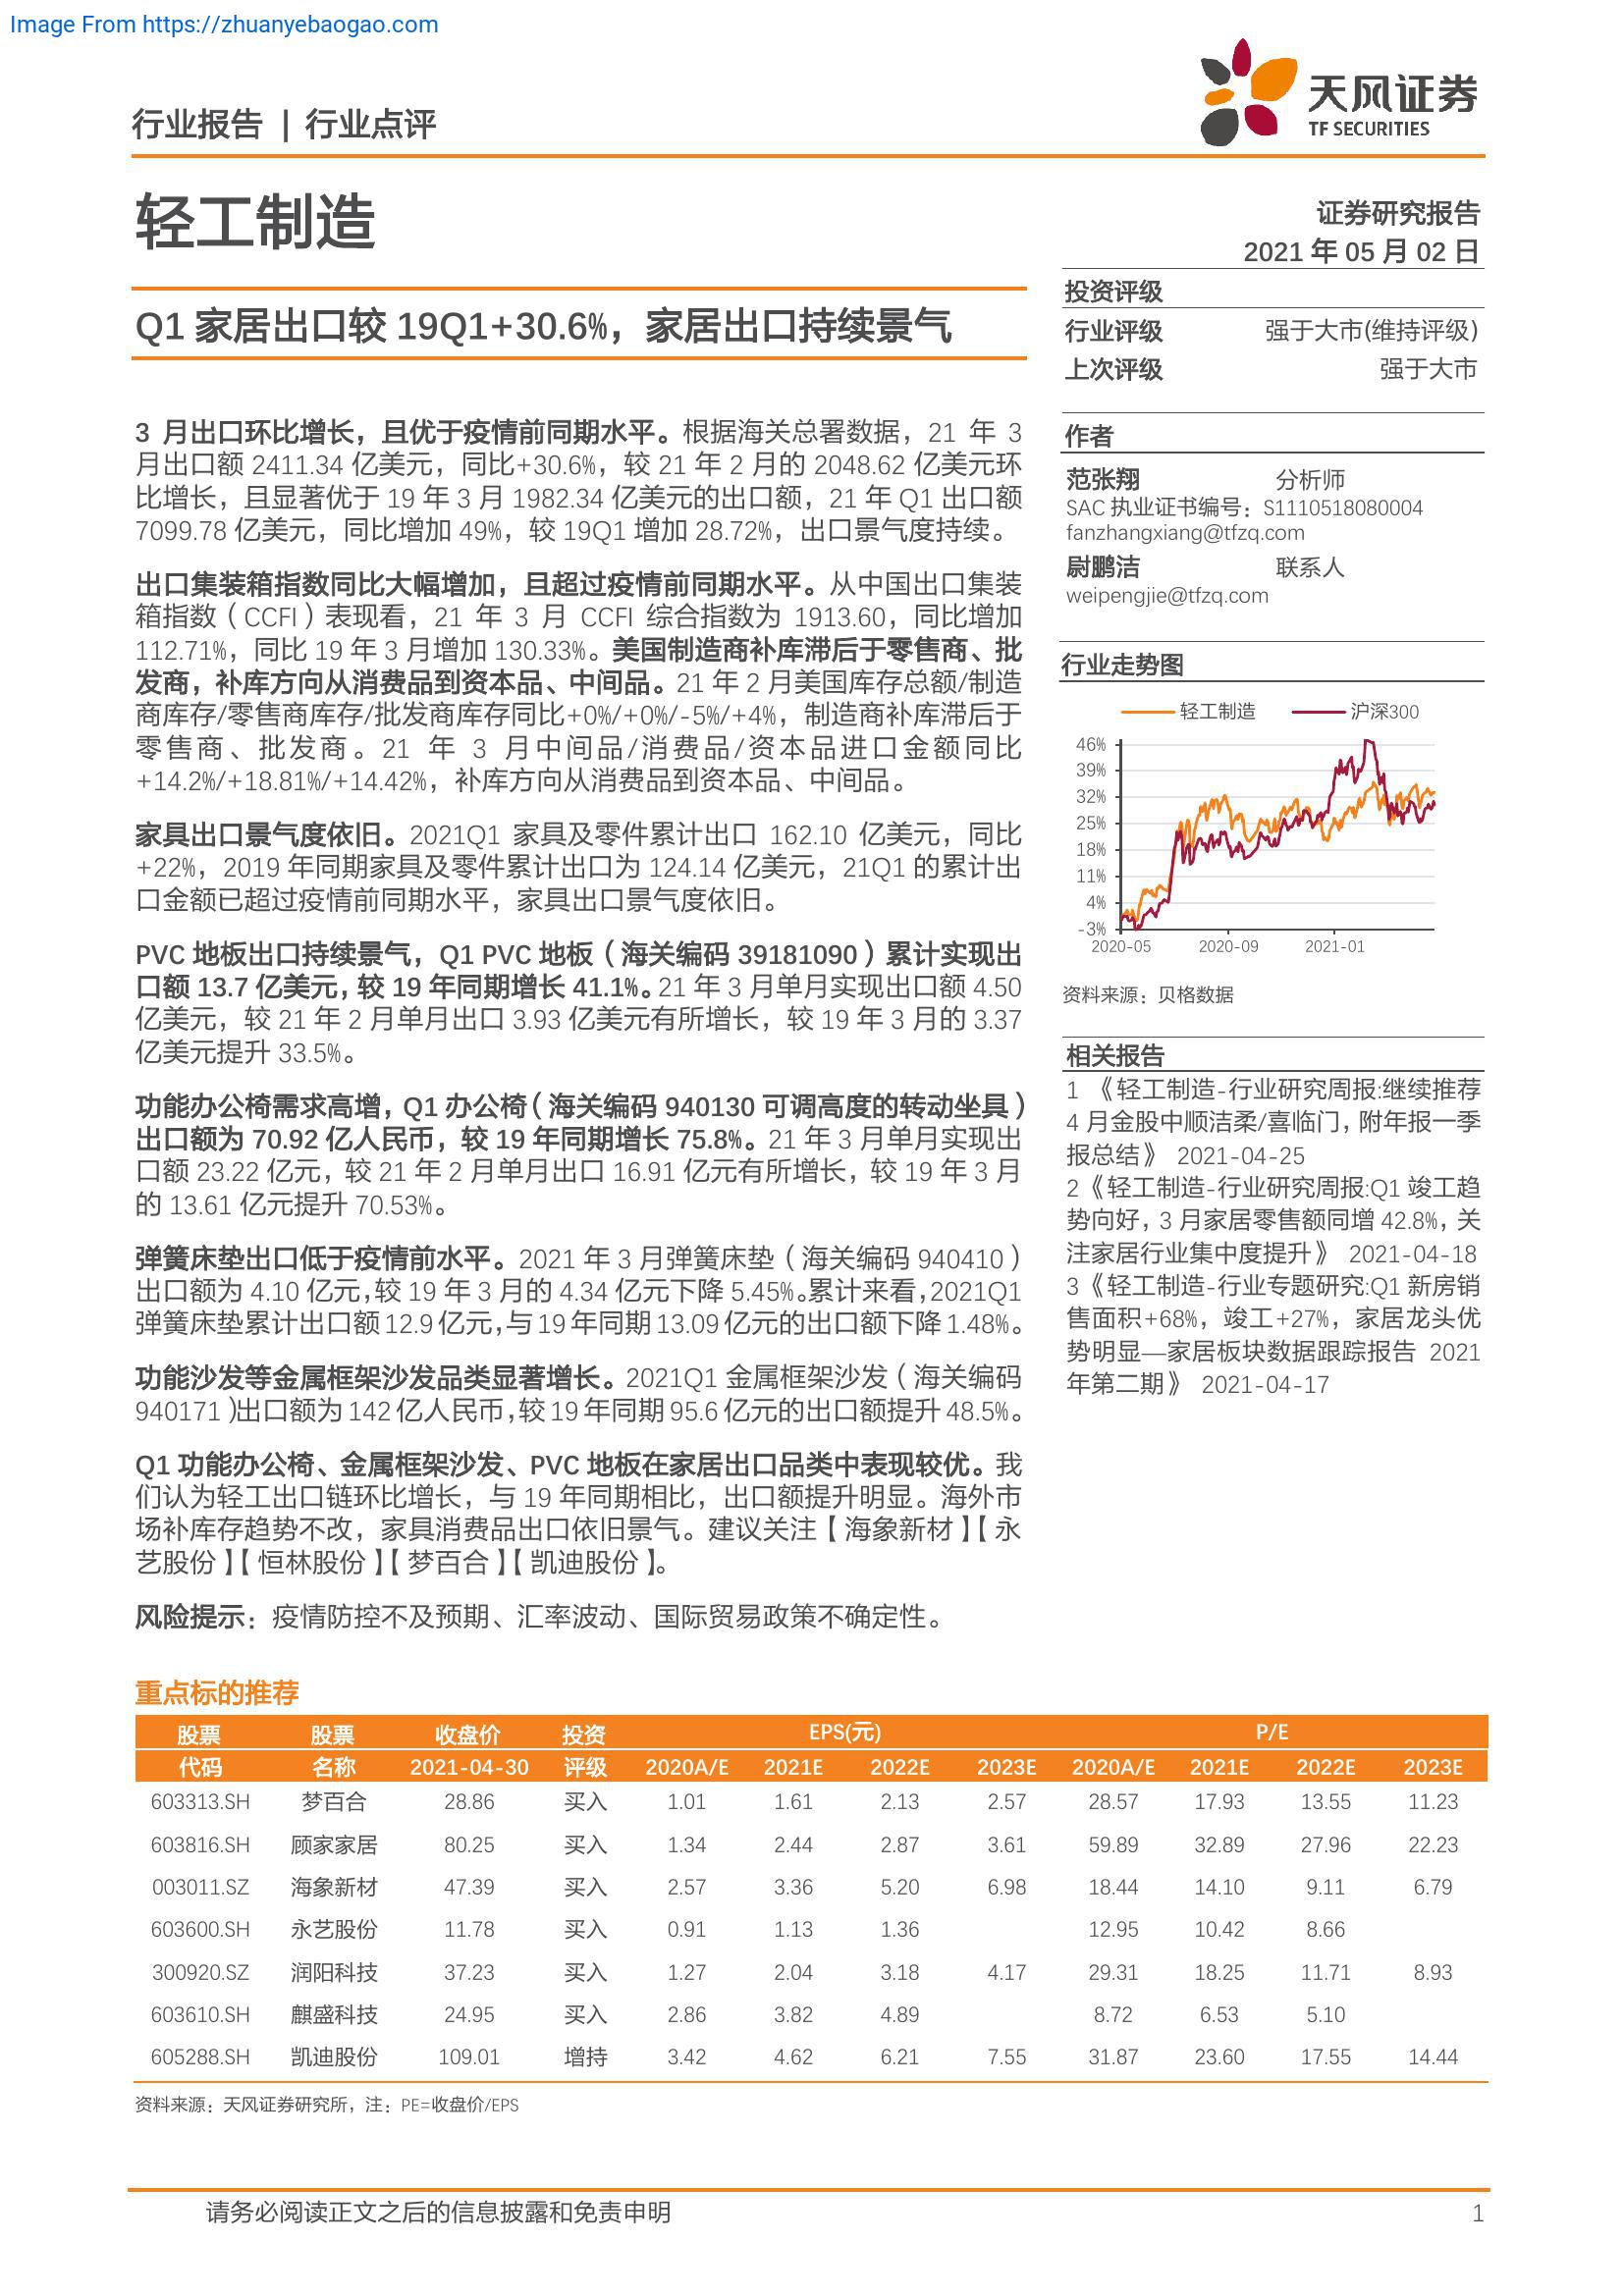 Image From https://zhuanyebaogao.com
天风证券
TF SECURITIES
行业报告 | 行业点评
轻工制造
证券研究报告
2021 年 05 月 02 日
Q1 家居出口较 19Q1+30.6%，家居出口持续景气
投资评级
行业评级 强于大市(维持评级)
上次评级 强于大市
3 月出口环比增长，且优于疫情前同期水平。根据海关总署数据，21 年 3
月出口额 2411.34 亿美元，同比+30.6%，较 21 年 2 月的 2048.62 亿美元环
比增长，且显著优于 19 年 3 月 1982.34 亿美元的出口额，21 年 Q1 出口额
7099.78 亿美元，同比增加 49%，较 19Q1 增加 28.72%，出口景气度持续。
出口集装箱指数同比大幅增加，且超过疫情前同期水平。从中国出口集装
箱指数（CCFI）表现看，21 年 3 月 CCFI 综合指数为 1913.60，同比增加
112.71%，同比 19 年 3 月增加 130.33%。美国制造商补库滞后于零售商、批
发商，补库方向从消费品到资本品、中间品。21 年 2 月美国库存总额/制造
商库存/零售商库存/批发商库存同比+0%/+0%/-5%/+4%，制造商补库滞后于
零售商、批发商。21 年 3 月中间品/消费品/资本品进口金额同比
+14.2%/+18.81%/+14.42%，补库方向从消费品到资本品、中间品。
家具出口景气度依旧。2021Q1 家具及零件累计出口 162.10 亿美元，同比
+22%，2019 年同期家具及零件累计出口为 124.14 亿美元，21Q1 的累计出
口金额已超过疫情前同期水平，家具出口景气度依旧。
PVC 地板出口持续景气，Q1 PVC 地板（海关编码 39181090）累计实现出
口额 13.7 亿美元，较 19 年同期增长 41.1%。21 年 3 月单月实现出口额 4.50
亿美元，较 21 年 2 月单月出口 3.93 亿美元有所增长，较 19 年 3 月的 3.37
亿美元提升 33.5%。
功能办公椅需求高增，Q1 办公椅（海关编码 940130 可调高度的转动坐具）
出口额为 70.92 亿人民币，较 19 年同期增长 75.8%。21 年 3 月单月实现出
口额 23.22 亿元，较 21 年 2 月单月出口 16.91 亿元有所增长，较 19 年 3 月
的 13.61 亿元提升 70.53%。
弹簧床垫出口低于疫情前水平。2021 年 3 月弹簧床垫（海关编码 940410）
出口额为 4.10 亿元，较 19 年 3 月的 4.34 亿元下降 5.45%。累计来看，2021Q1
弹簧床垫累计出口额 12.9 亿元，与 19 年同期 13.09 亿元的出口额下降 1.48%。
功能沙发等金属框架沙发品类显著增长。2021Q1 金属框架沙发（海关编码
940171）出口额为 142 亿人民币，较 19 年同期 95.6 亿元的出口额提升 48.5%。
Q1 功能办公椅、金属框架沙发、PVC 地板在家居出口品类中表现较优。我
们认为轻工出口链环比增长，与 19 年同期相比，出口额提升明显。海外市
场补库存趋势不改，家具消费品出口依旧景气。建议关注【海象新材】【永
艺股份】【恒林股份】【梦百合】【凯迪股份】。
风险提示：疫情防控不及预期、汇率波动、国际贸易政策不确定性。
作者
范张翔 分析师
SAC 执业证书编号：S1110518080004
fanzhangxiang@tfzq.com
尉鹏洁 联系人
weipengjie@tfzq.com
行业走势图
轻工制造 沪深300
46%
39%
32%
25%
18%
11%
4%
-3%
2020-05 2020-09 2021-01
资料来源：贝格数据
相关报告
1 《轻工制造-行业研究周报:继续推荐
4 月金股中顺洁柔/喜临门，附年报一季
报总结》 2021-04-25
2《轻工制造-行业研究周报:Q1 竣工趋
势向好，3 月家居零售额同增 42.8%，关
注家居行业集中度提升》 2021-04-18
3《轻工制造-行业专题研究:Q1 新房销
售面积+68%，竣工+27%，家居龙头优
势明显—家居板块数据跟踪报告 2021
年第二期》 2021-04-17
重点标的推荐
股票 股票 收盘价 投资 EPS(元) P/E
代码 名称 2021-04-30 评级 2020A/E 2021E 2022E 2023E 2020A/E 2021E 2022E 2023E
603313.SH 梦百合 28.86 买入 1.01 1.61 2.13 2.57 28.57 17.93 13.55 11.23
603816.SH 顾家家居 80.25 买入 1.34 2.44 2.87 3.61 59.89 32.89 27.96 22.23
003011.SZ 海象新材 47.39 买入 2.57 3.36 5.20 6.98 18.44 14.10 9.11 6.79
603600.SH 永艺股份 11.78 买入 0.91 1.13 1.36 12.95 10.42 8.66
300920.SZ 润阳科技 37.23 买入 1.27 2.04 3.18 4.17 29.31 18.25 11.71 8.93
603610.SH 麒盛科技 24.95 买入 2.86 3.82 4.89 8.72 6.53 5.10
605288.SH 凯迪股份 109.01 增持 3.42 4.62 6.21 7.55 31.87 23.60 17.55 14.44
资料来源：天风证券研究所，注：PE=收盘价/EPS
请务必阅读正文之后的信息披露和免责申明 1